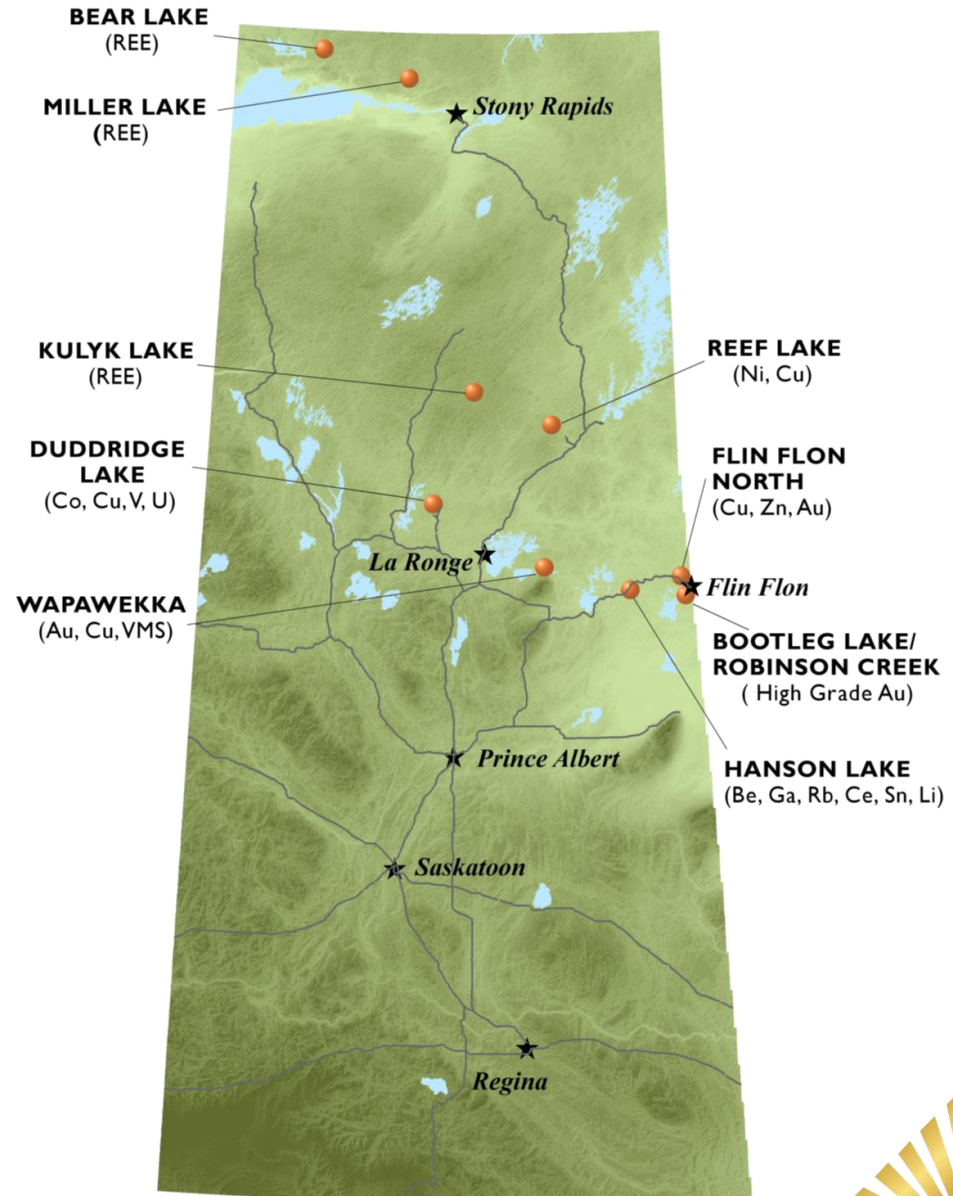 BEAR LAKE
(REE)
MILLER LAKE
(REE)
Stony Rapids
KULYK LAKE
(REE)
REEF LAKE
(Ni, Cu)
DUDDRIDGE
LAKE
(Co, Cu, V, U)
FLIN FLON
NORTH
(Cu, Zn, Au)
La Ronge
Flin Flon
WAPAWEKKA
(Au, Cu, VMS)
BOOTLEG LAKE/
ROBINSON CREEK
( High Grade Au)
Prince Albert
HANSON LAKE
(Be, Ga, Rb, Ce, Sn, Li)
Saskatoon
Regina